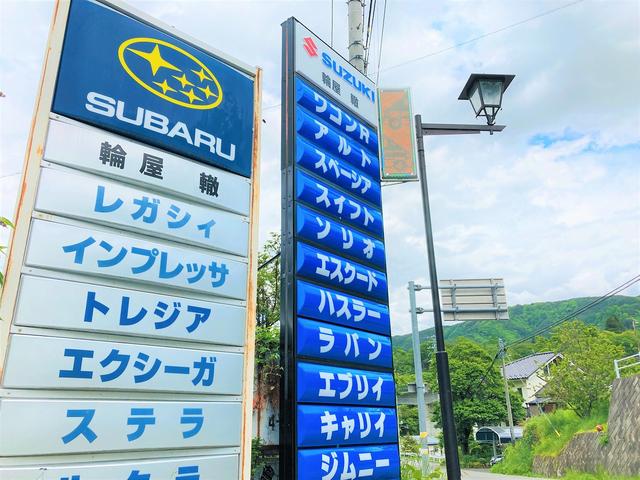 SUBARU
輪屋 轍
レガシィ
インプレッサ
トレジア
エクシーガ
ステラ
ルクラ
SUZUKI
輪屋 轍
ワゴンR
アルト
スペーシア
スイフト
ソリオ
エスクード
ハスラー
ラパン
エブリイ
キャリイ
ジムニー